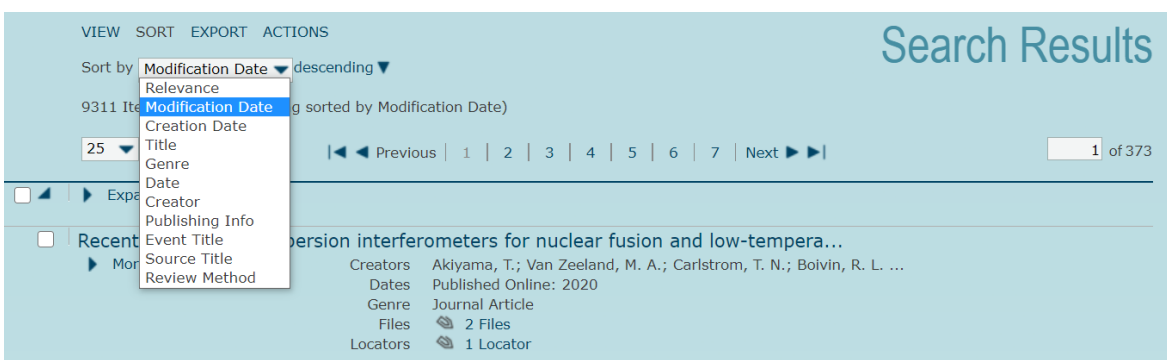 VIEW SORT EXPORT ACTIONS
Search Results
Sort by Modification Date descending
Relevance
9311 Ite
Modification Date
g sorted by Modification Date)
Creation Date
25
Title
Previous | 1 | 2 | 3 | 4 | 5 | 6 | 7 | Next
1 of 373
Genre
Date
Expa
Creator
Publishing Info
Recent
Event Title
persion interferometers for nuclear fusion and low-tempera...
Mor
Source Title
Creators Akiyama, T.; Van Zeeland, M. A.; Carlstrom, T. N.; Boivin, R. L. ...
Review Method
Dates Published Online: 2020
Genre Journal Article
Files 2 Files
Locators 1 Locator